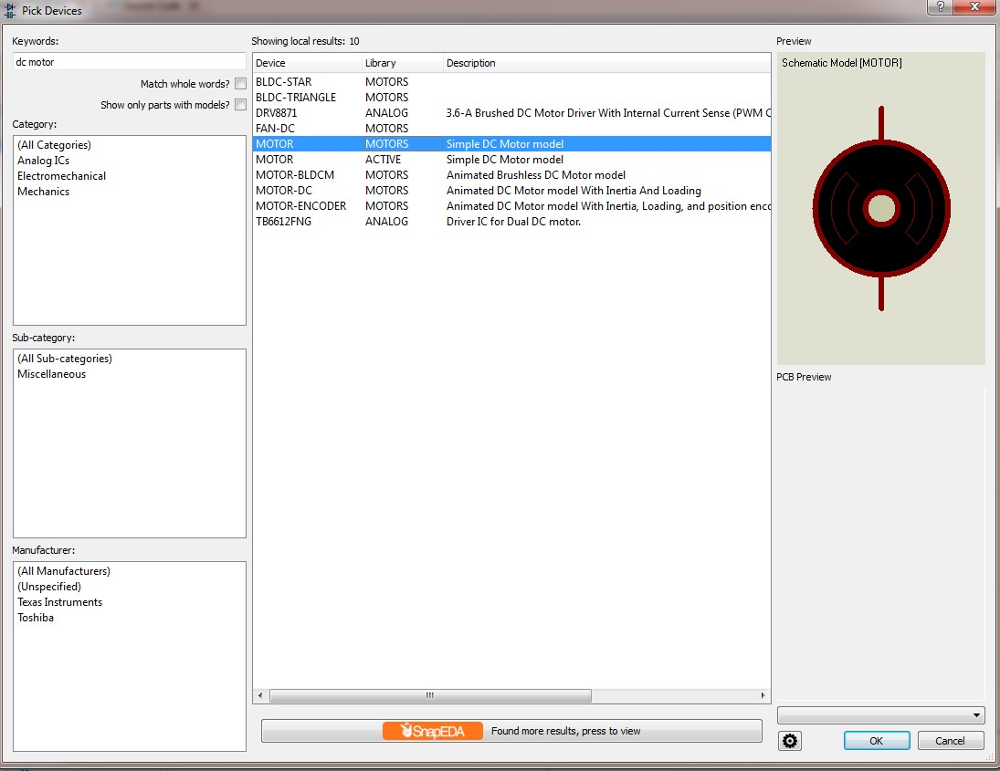 Pick Devices
Keywords:
dc motor
Match whole words?
Show only parts with models?
Category:
(All Categories)
Analog ICs
Electromechanical
Mechanics
Sub-category:
(All Sub-categories)
Miscellaneous
Manufacturer:
(All Manufacturers)
(Unspecified)
Texas Instruments
Toshiba
Showing local results: 10
Device Library Description
BLDC-STAR MOTORS
BLDC-TRIANGLE MOTORS
DRV8871 ANALOG 3.6-A Brushed DC Motor Driver With Internal Current Sense (PWM C
FAN-DC MOTORS
MOTOR MOTORS Simple DC Motor model
MOTOR ACTIVE Simple DC Motor model
MOTOR-BLDCM MOTORS Animated Brushless DC Motor model
MOTOR-DC MOTORS Animated DC Motor model With Inertia And Loading
MOTOR-ENCODER MOTORS Animated DC Motor model With Inertia, Loading, and position enco
TB6612FNG ANALOG Driver IC for Dual DC motor.
SnapEDA Found more results, press to view
Preview
Schematic Model [MOTOR]
PCB Preview
OK Cancel